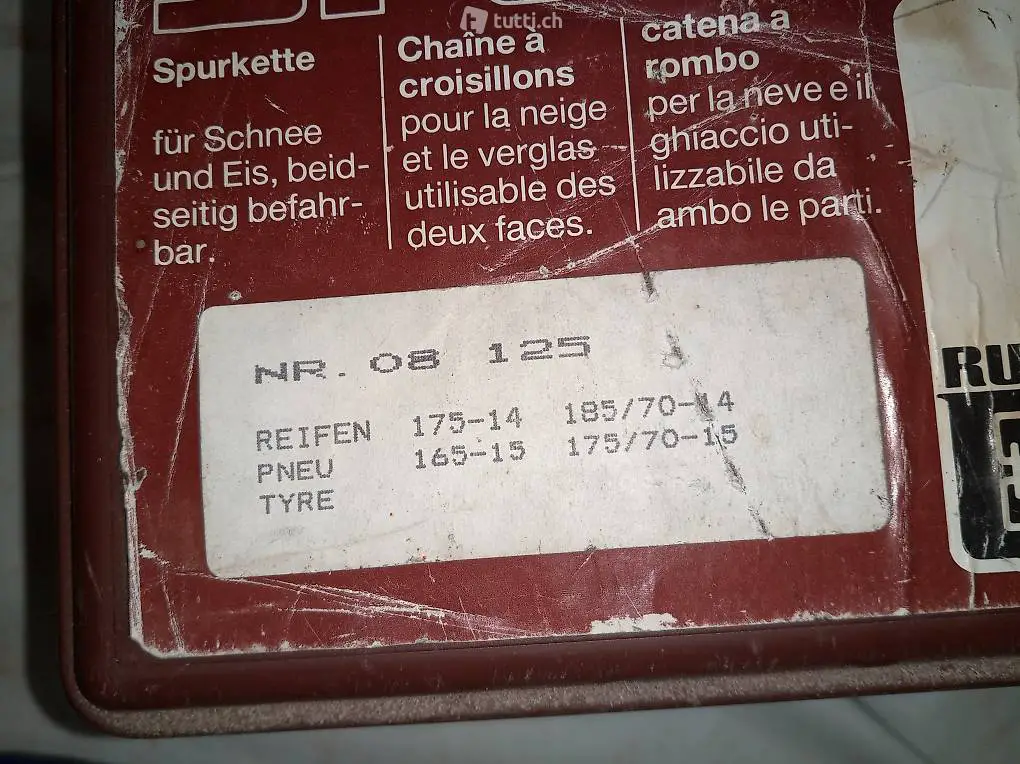 tutti.ch
Spurkette
für Schnee
und Eis, beid-
seitig befahr-
bar.
Chaîne à
croisillons
pour la neige
et le verglas
utilisable des
deux faces.
catena a
rombo
per la neve e il
ghiaccio uti-
lizzabile da
ambo le parti.
NR. 08 125
REIFEN 175-14 185/70-14
PNEU 165-15 175/70-15
TYRE